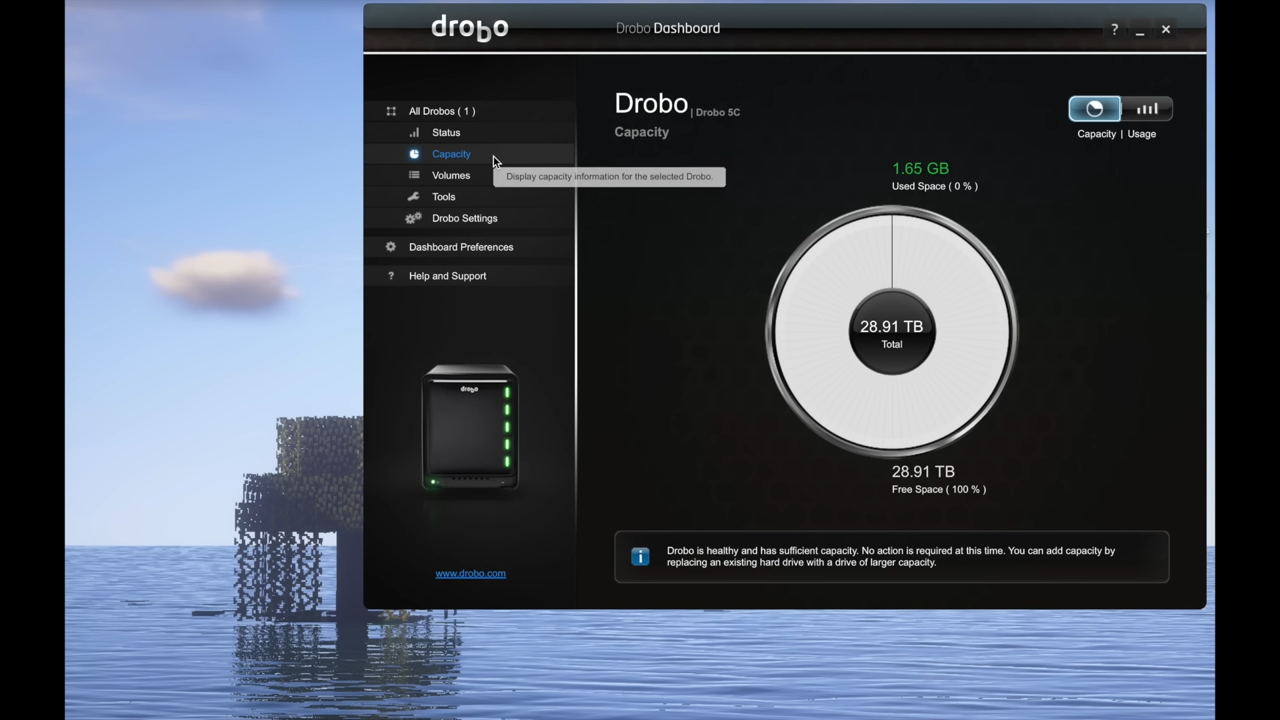 drobo
Drobo Dashboard
?
All Drobos ( 1 )
Status
Capacity
Volumes
Tools
Drobo Settings
Dashboard Preferences
? Help and Support
Display capacity information for the selected Drobo.
drobo
www.drobo.com
Drobo | Drobo 5C
Capacity
Capacity | Usage
1.65 GB
Used Space ( 0 % )
28.91 TB
Total
28.91 TB
Free Space ( 100 % )
Drobo is healthy and has sufficient capacity. No action is required at this time. You can add capacity by
replacing an existing hard drive with a drive of larger capacity.